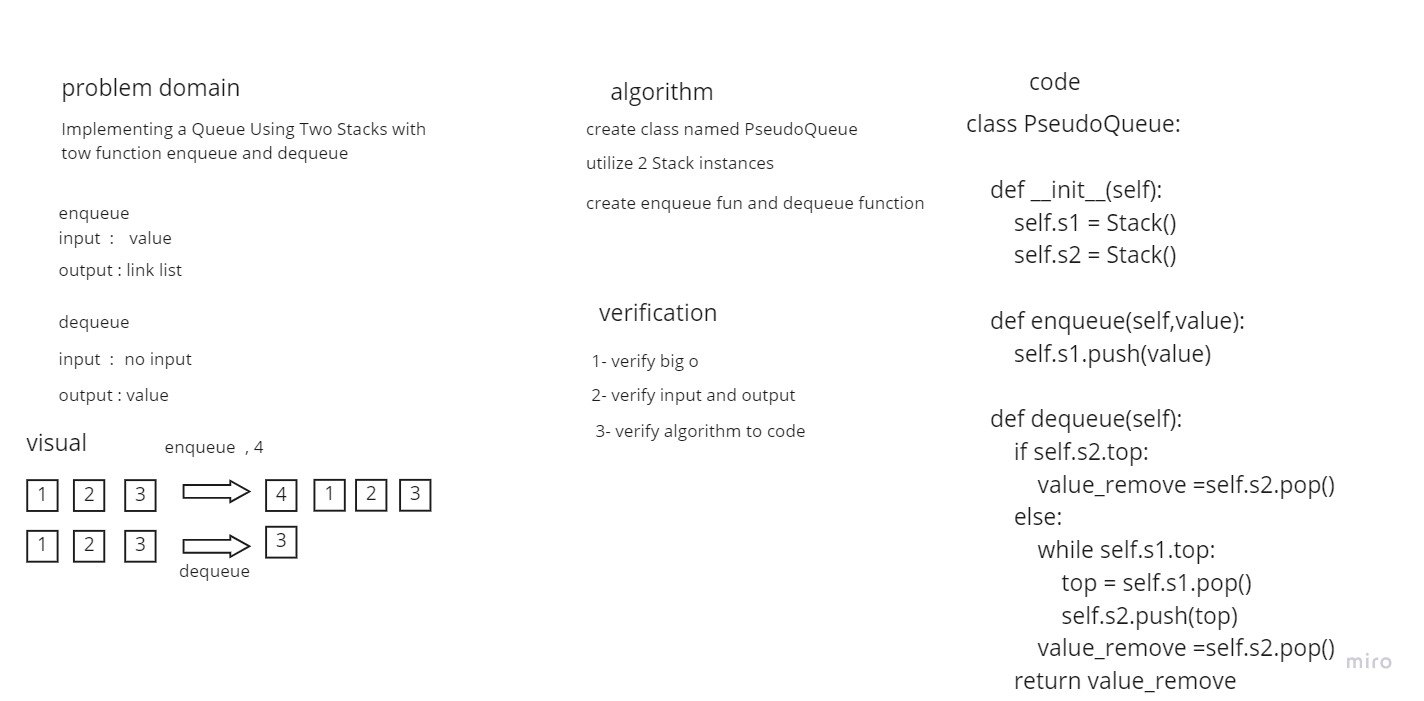 problem domain
Implementing a Queue Using Two Stacks with
tow function enqueue and dequeue
enqueue
input : value
output : link list
dequeue
input : no input
output : value
visual
enqueue , 4
1 2 3 4 1 2 3
1 2 3 3
dequeue
algorithm
create class named PseudoQueue
utilize 2 Stack instances
create enqueue fun and dequeue function
verification
1- verify big o
2- verify input and output
3- verify algorithm to code
code
class PseudoQueue:
def __init__(self):
self.s1 = Stack()
self.s2 = Stack()
def enqueue(self,value):
self.s1.push(value)
def dequeue(self):
if self.s2.top:
value_remove =self.s2.pop()
else:
while self.s1.top:
top = self.s1.pop()
self.s2.push(top)
value_remove =self.s2.pop()
return value_remove
miro